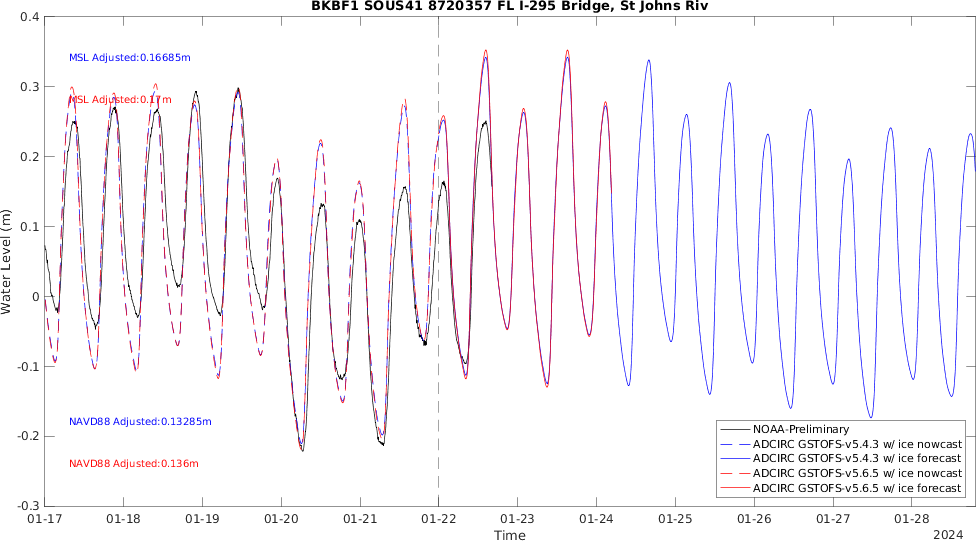 BKBF1 SOUS41 8720357 FL I-295 Bridge, St Johns Riv
0.4
MSL Adjusted:0.16685m
0.3
MSL Adjusted:0.17m
0.2
0.1
Water Level (m)
0
-0.1
NAVD88 Adjusted:0.13285m
-0.2
NAVD88 Adjusted:0.136m
-0.3
NOAA-Preliminary
ADCIRC GSTOFS-v5.4.3 w/ ice nowcast
ADCIRC GSTOFS-v5.4.3 w/ ice forecast
ADCIRC GSTOFS-v5.6.5 w/ ice nowcast
ADCIRC GSTOFS-v5.6.5 w/ ice forecast
01-17 01-18 01-19 01-20 01-21 01-22 01-23 01-24 01-25 01-26 01-27 01-28
Time
2024